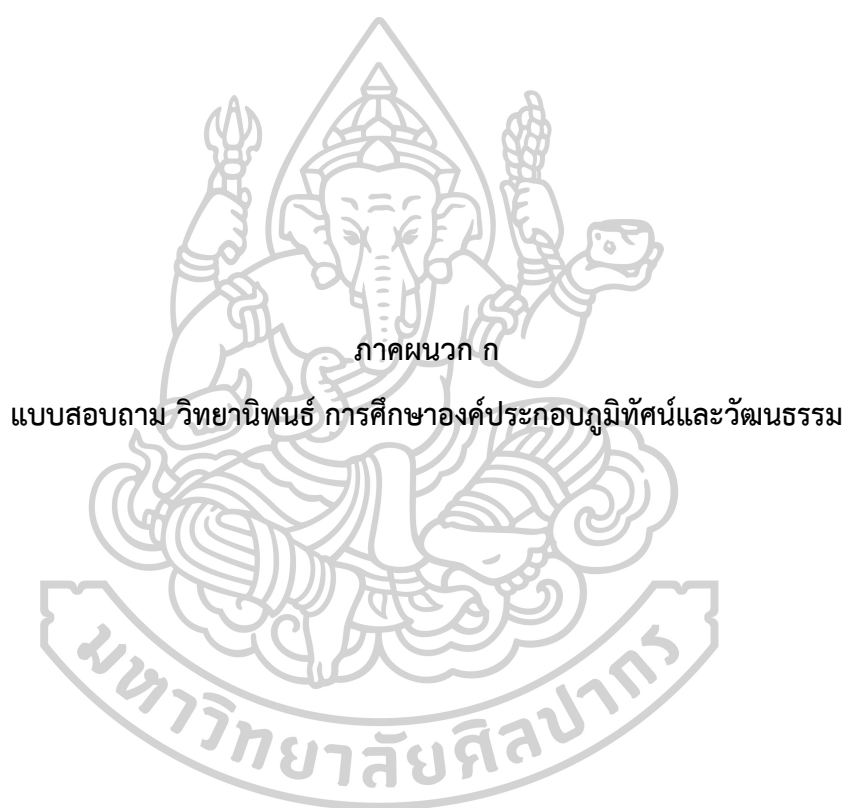 ภาคผนวก ก
แบบสอบถาม วิทยานิพนธ์ การศึกษาองค์ประกอบภูมิทัศน์และวัฒนธรรม
มหาวิทยาลัยศิลปากร